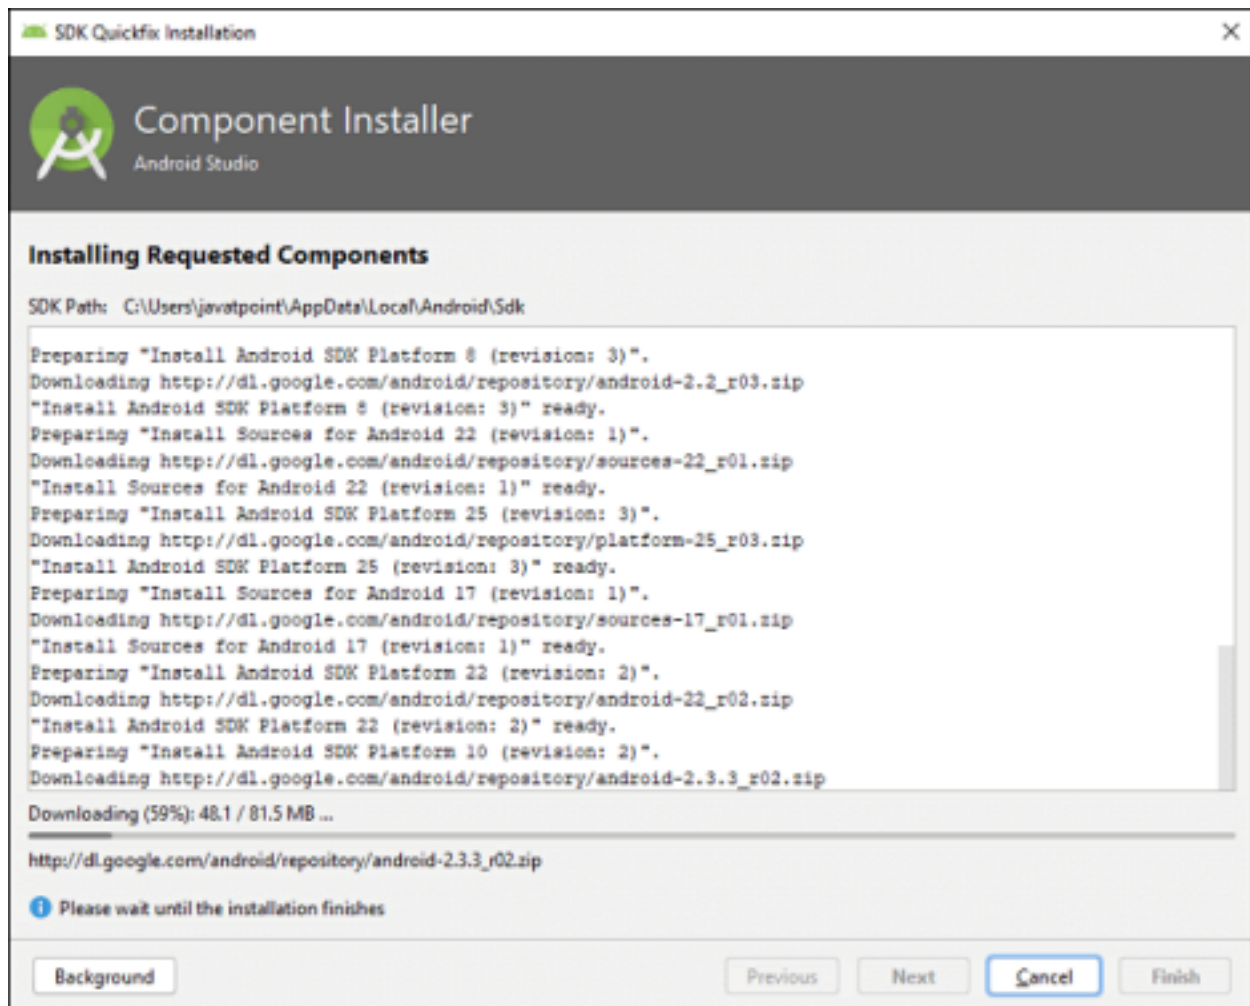 SDK Quickfix Installation
Component Installer
Android Studio
Installing Requested Components
SDK Path: C:\Users\javatpoint\AppData\Local\Android\Sdk
Preparing "Install Android SDK Platform 8 (revision: 3)".
Downloading http://dl.google.com/android/repository/android-2.2_r03.zip
"Install Android SDK Platform 8 (revision: 3)" ready.
Preparing "Install Sources for Android 22 (revision: 1)".
Downloading http://dl.google.com/android/repository/sources-22_r01.zip
"Install Sources for Android 22 (revision: 1)" ready.
Preparing "Install Android SDK Platform 25 (revision: 3)".
Downloading http://dl.google.com/android/repository/platform-25_r03.zip
"Install Android SDK Platform 25 (revision: 3)" ready.
Preparing "Install Sources for Android 17 (revision: 1)".
Downloading http://dl.google.com/android/repository/sources-17_r01.zip
"Install Sources for Android 17 (revision: 1)" ready.
Preparing "Install Android SDK Platform 22 (revision: 2)".
Downloading http://dl.google.com/android/repository/android-22_r02.zip
"Install Android SDK Platform 22 (revision: 2)" ready.
Preparing "Install Android SDK Platform 10 (revision: 2)".
Downloading http://dl.google.com/android/repository/android-2.3.3_r02.zip
Downloading (59%): 48.1 / 81.5 MB ...
http://dl.google.com/android/repository/android-2.3.3_r02.zip
Please wait until the installation finishes
Background Previous Next Cancel Finish